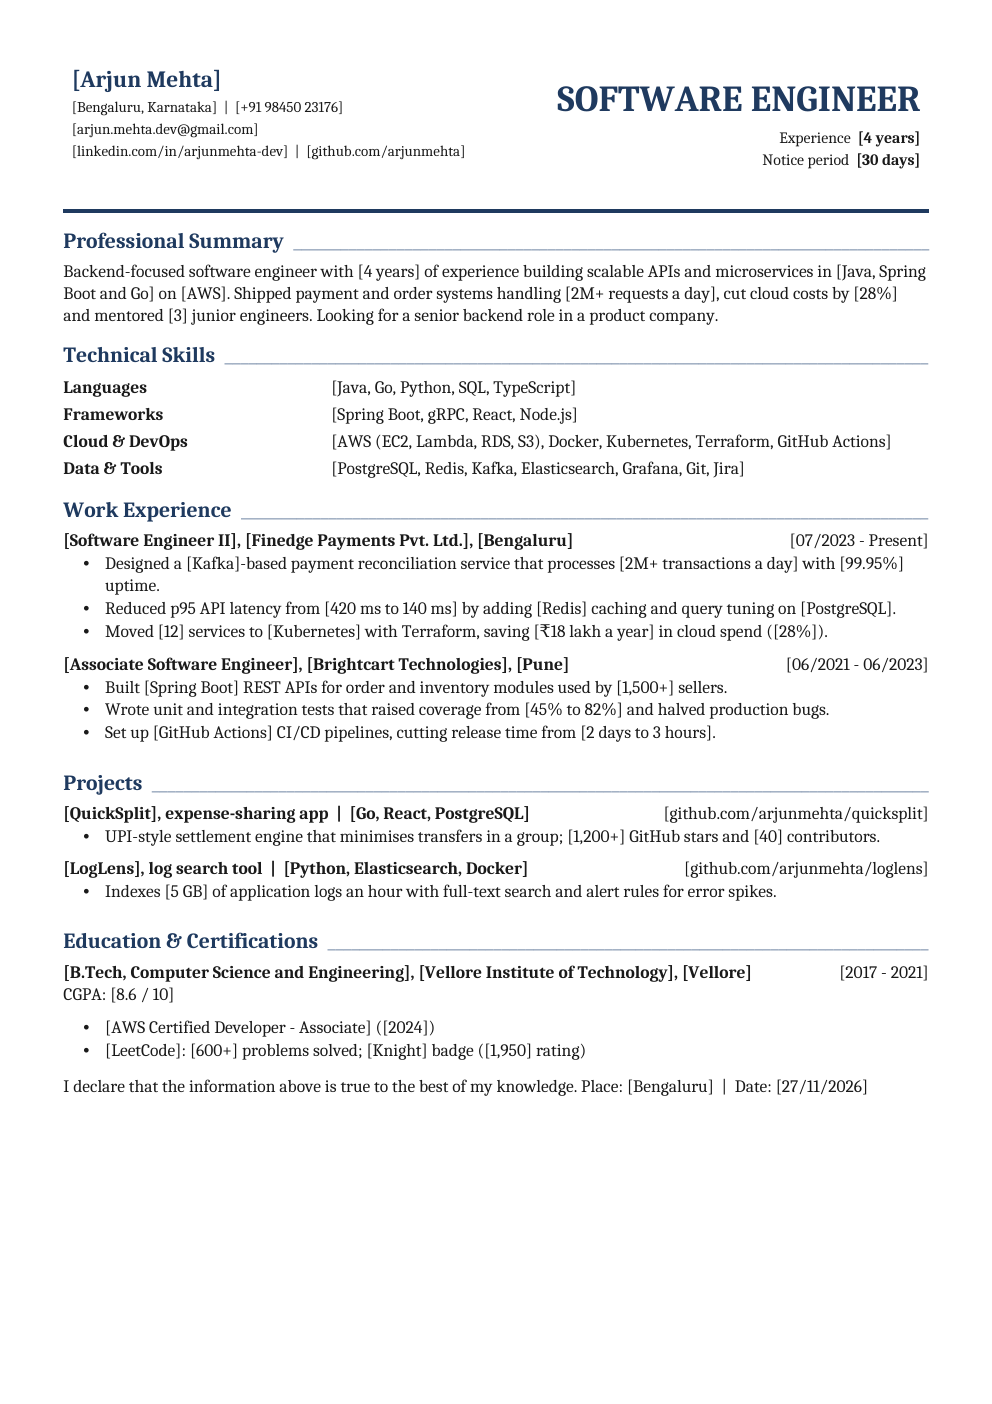 [Arjun Mehta]
[Bengaluru, Karnataka] | [+91 98450 23176]
[arjun.mehta.dev@gmail.com]
[linkedin.com/in/arjunmehta-dev] | [github.com/arjunmehta]
SOFTWARE ENGINEER
Experience [4 years]
Notice period [30 days]
Professional Summary
Backend-focused software engineer with [4 years] of experience building scalable APIs and microservices in [Java, Spring
Boot and Go] on [AWS]. Shipped payment and order systems handling [2M+ requests a day], cut cloud costs by [28%]
and mentored [3] junior engineers. Looking for a senior backend role in a product company.
Technical Skills
Languages [Java, Go, Python, SQL, TypeScript]
Frameworks [Spring Boot, gRPC, React, Node.js]
Cloud & DevOps [AWS (EC2, Lambda, RDS, S3), Docker, Kubernetes, Terraform, GitHub Actions]
Data & Tools [PostgreSQL, Redis, Kafka, Elasticsearch, Grafana, Git, Jira]
Work Experience
[Software Engineer II], [Finedge Payments Pvt. Ltd.], [Bengaluru] [07/2023 - Present]
• Designed a [Kafka]-based payment reconciliation service that processes [2M+ transactions a day] with [99.95%]
uptime.
• Reduced p95 API latency from [420 ms to 140 ms] by adding [Redis] caching and query tuning on [PostgreSQL].
• Moved [12] services to [Kubernetes] with Terraform, saving [₹18 lakh a year] in cloud spend ([28%]).
[Associate Software Engineer], [Brightcart Technologies], [Pune] [06/2021 - 06/2023]
• Built [Spring Boot] REST APIs for order and inventory modules used by [1,500+] sellers.
• Wrote unit and integration tests that raised coverage from [45% to 82%] and halved production bugs.
• Set up [GitHub Actions] CI/CD pipelines, cutting release time from [2 days to 3 hours].
Projects
[QuickSplit], expense-sharing app | [Go, React, PostgreSQL] [github.com/arjunmehta/quicksplit]
• UPI-style settlement engine that minimises transfers in a group; [1,200+] GitHub stars and [40] contributors.
[LogLens], log search tool | [Python, Elasticsearch, Docker] [github.com/arjunmehta/loglens]
• Indexes [5 GB] of application logs an hour with full-text search and alert rules for error spikes.
Education & Certifications
[B.Tech, Computer Science and Engineering], [Vellore Institute of Technology], [Vellore] [2017 - 2021]
CGPA: [8.6 / 10]
• [AWS Certified Developer - Associate] ([2024])
• [LeetCode]: [600+] problems solved; [Knight] badge ([1,950] rating)
I declare that the information above is true to the best of my knowledge. Place: [Bengaluru] | Date: [27/11/2026]